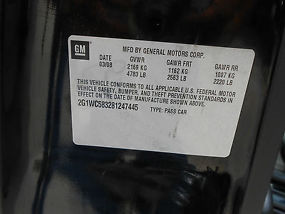 GM
MFD BY GENERAL MOTORS CORP.
DATE GVWR GAWR FRT GAWR RR
03/08 2169 KG 1162 KG 1007 KG
4783 LB 2563 LB 2220 LB
THIS VEHICLE CONFORMS TO ALL APPLICABLE U.S. FEDERAL MOTOR
VEHICLE SAFETY, BUMPER, AND THEFT PREVENTION STANDARDS
IN EFFECT ON THE DATE OF MANUFACTURE SHOWN ABOVE.
2G1WC583281247445 TYPE: PASS CAR